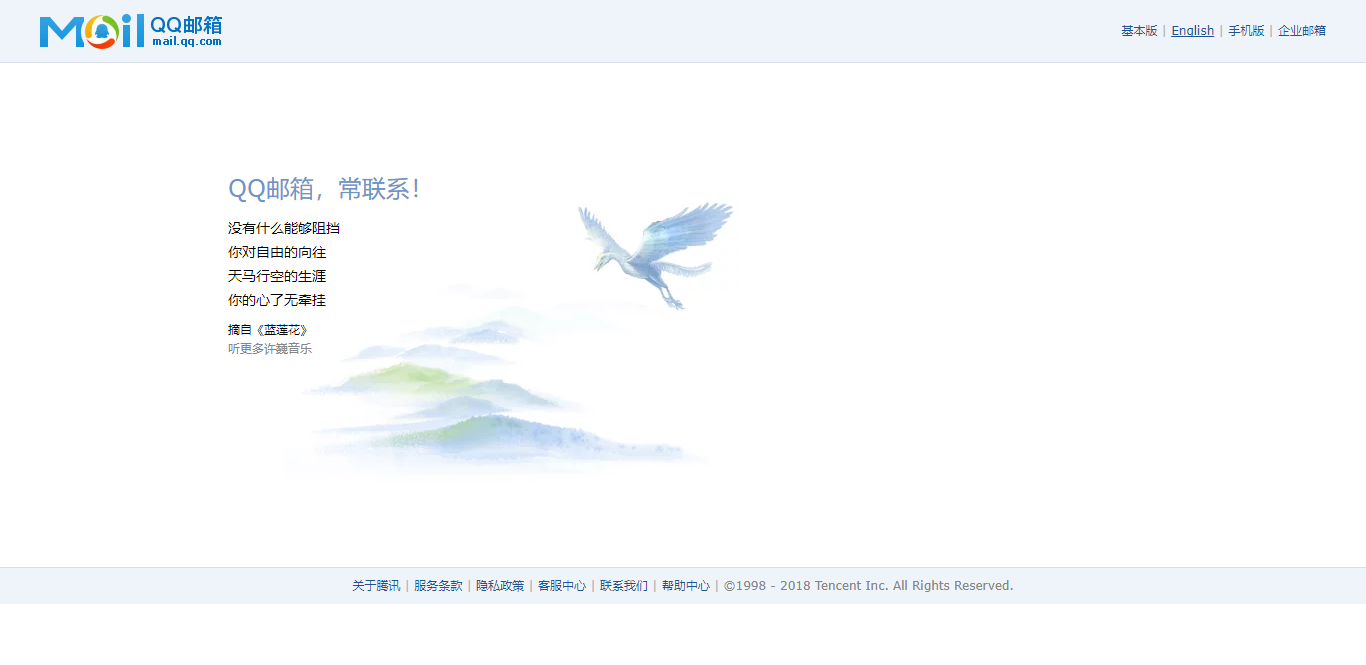 Mail QQ邮箱
mail.qq.com
基本版 | English | 手机版 | 企业邮箱
QQ邮箱，常联系！
没有什么能够阻挡
你对自由的向往
天马行空的生涯
你的心了无牵挂
摘自《蓝莲花》
听更多许巍音乐
关于腾讯 | 服务条款 | 隐私政策 | 客服中心 | 联系我们 | 帮助中心 | ©1998 - 2018 Tencent Inc. All Rights Reserved.